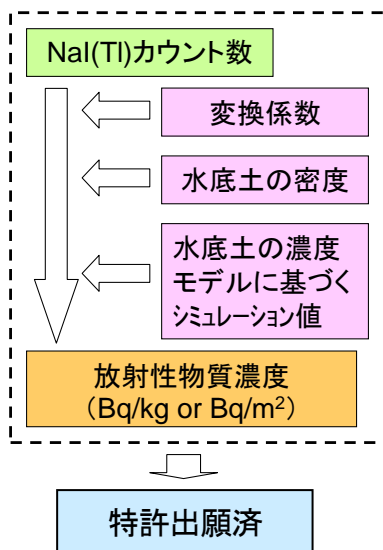 NaI(Tl)カウント数
変換係数
水底土の密度
水底土の濃度
モデルに基づく
シミュレーション値
放射性物質濃度
（Bq/kg or Bq/m²）
特許出願済